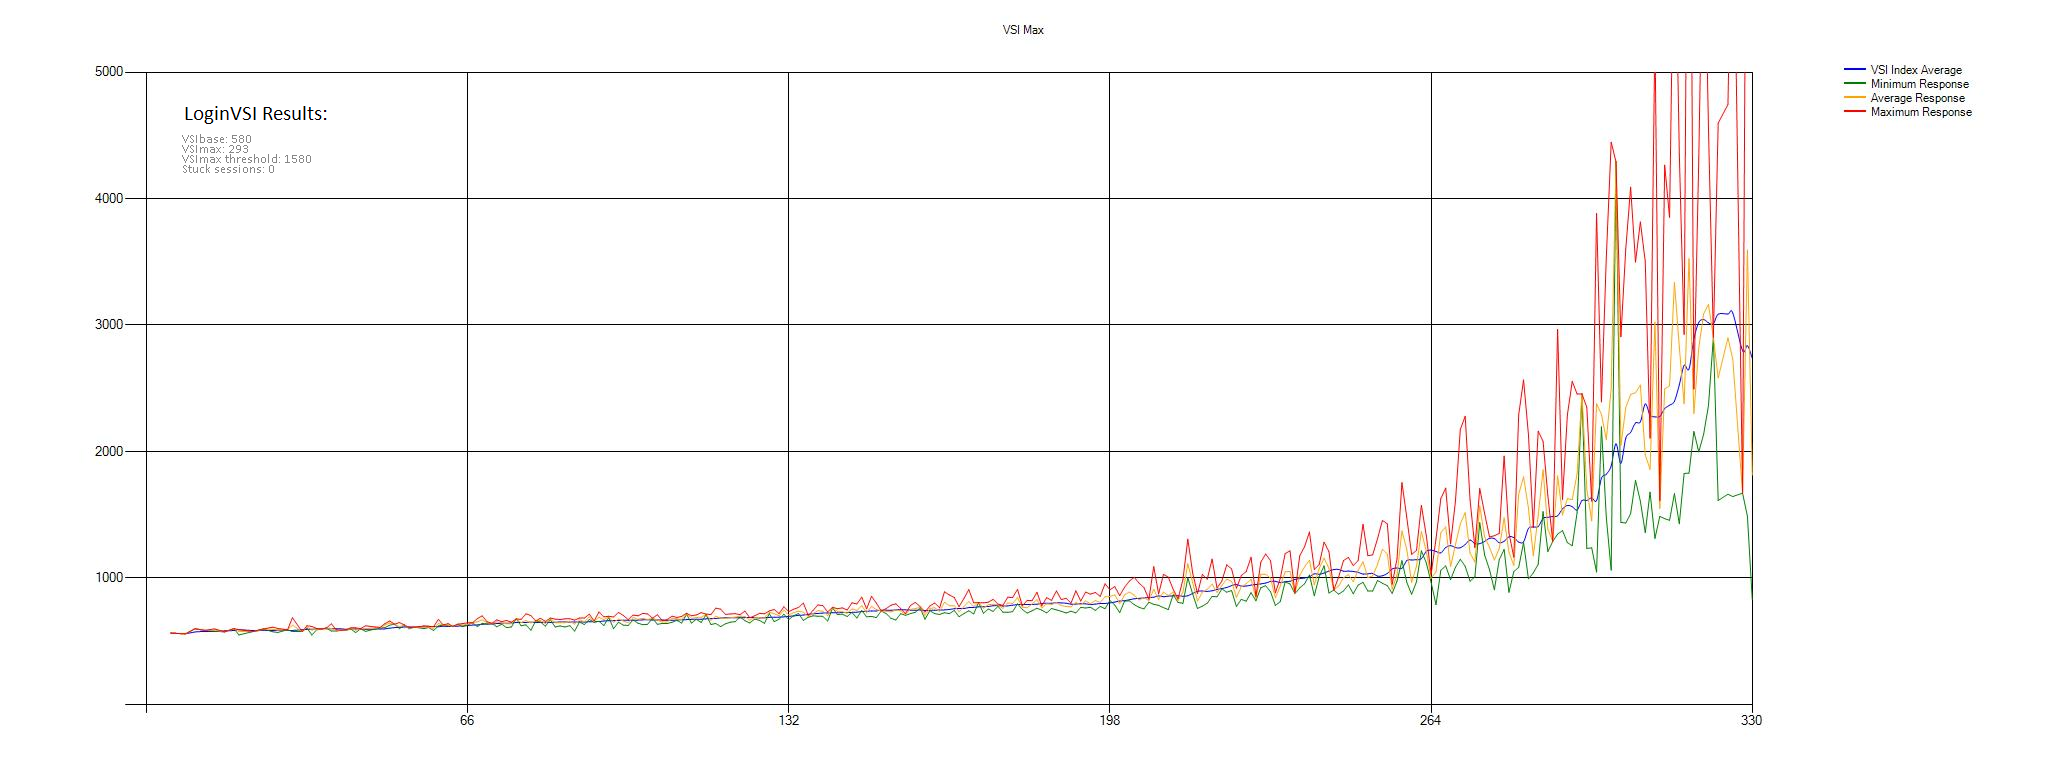 VSI Max
5000
4000
3000
2000
1000
LoginVSI Results:
VSIbase: 580
VSImax: 293
VSImax threshold: 1580
Stuck sessions: 0
66
132
198
264
330
VSI Index Average
Minimum Response
Average Response
Maximum Response